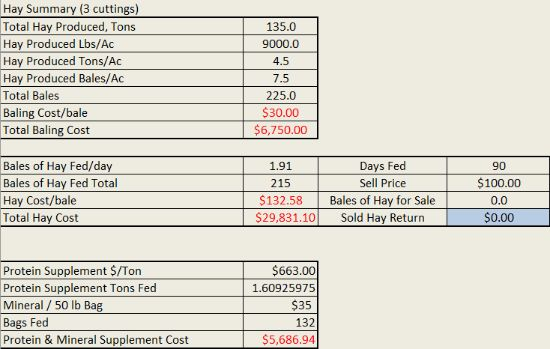 Hay Summary (3 cuttings)
Total Hay Produced, Tons 135.0
Hay Produced Lbs/Ac 9000.0
Hay Produced Tons/Ac 4.5
Hay Produced Bales/Ac 7.5
Total Bales 225.0
Baling Cost/bale $30.00
Total Baling Cost $6,750.00
Bales of Hay Fed/day 1.91 Days Fed 90
Bales of Hay Fed Total 215 Sell Price $100.00
Hay Cost/bale $132.58 Bales of Hay for Sale 0.0
Total Hay Cost $29,831.10 Sold Hay Return $0.00
Protein Supplement $/Ton $663.00
Protein Supplement Tons Fed 1.60925975
Mineral / 50 lb Bag $35
Bags Fed 132
Protein & Mineral Supplement Cost $5,686.94